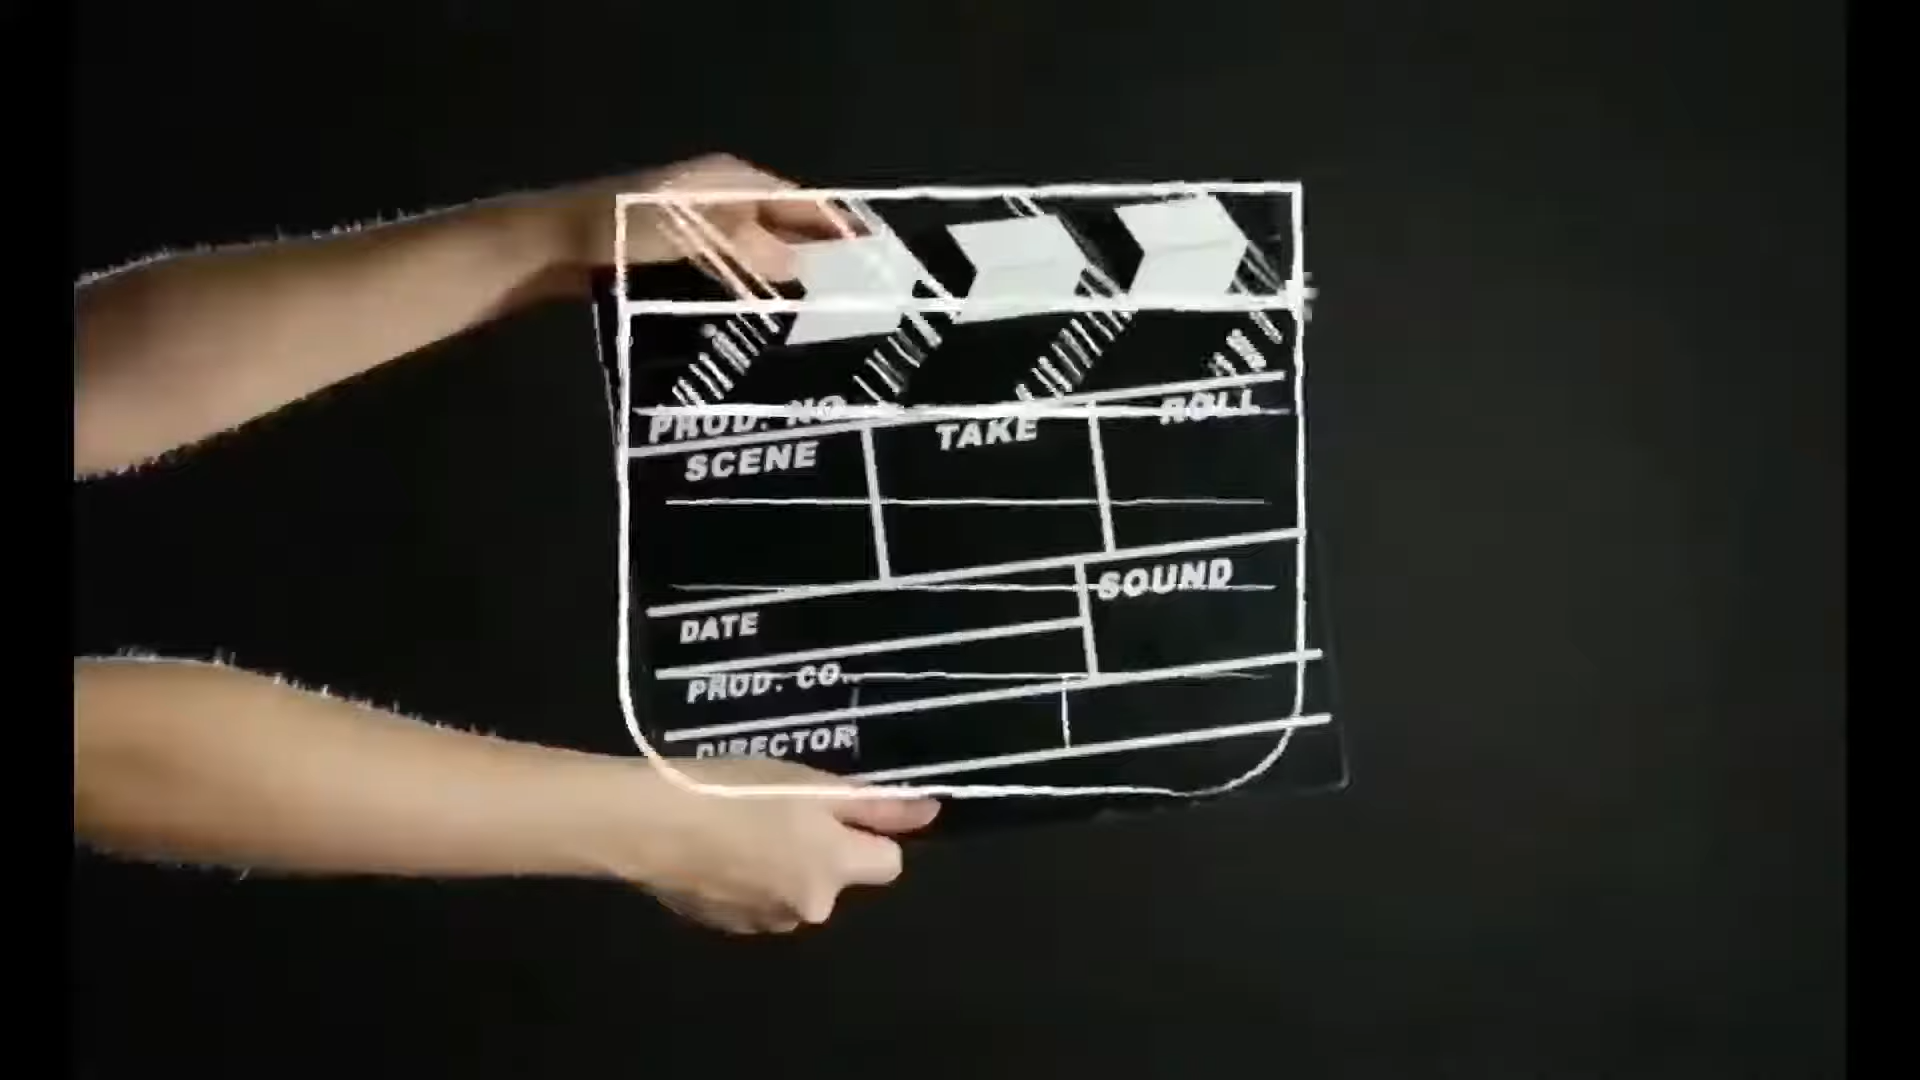 PROD. NO.
ROLL
SCENE
TAKE
SOUND
DATE
PROD. CO.
DIRECTOR